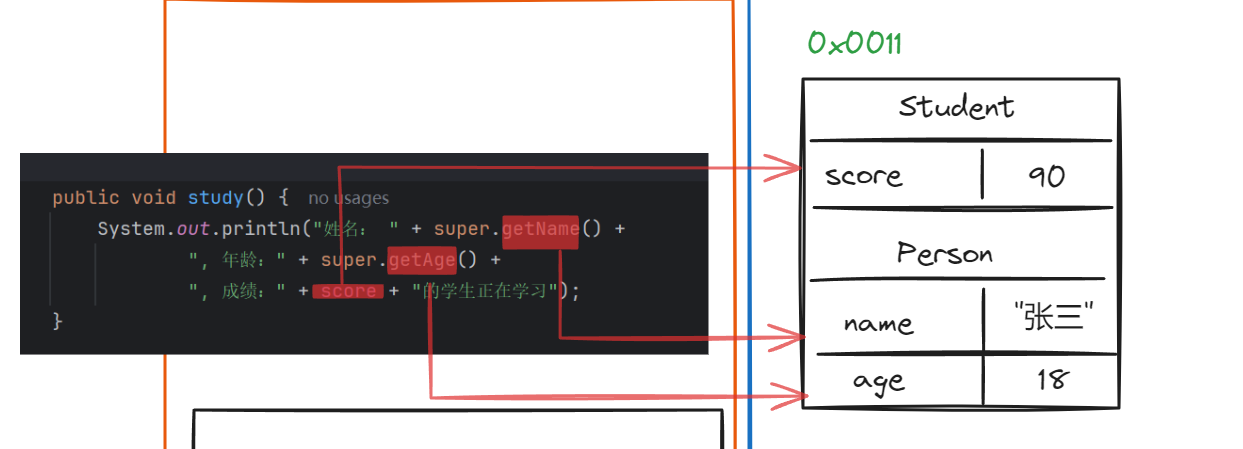 0x0011
Student
score 90
Person
name "张三"
age 18
public void study() { no usages
System.out.println("姓名： " + super.getName() +
", 年龄：" + super.getAge() +
", 成绩：" + score + "的学生正在学习");
}